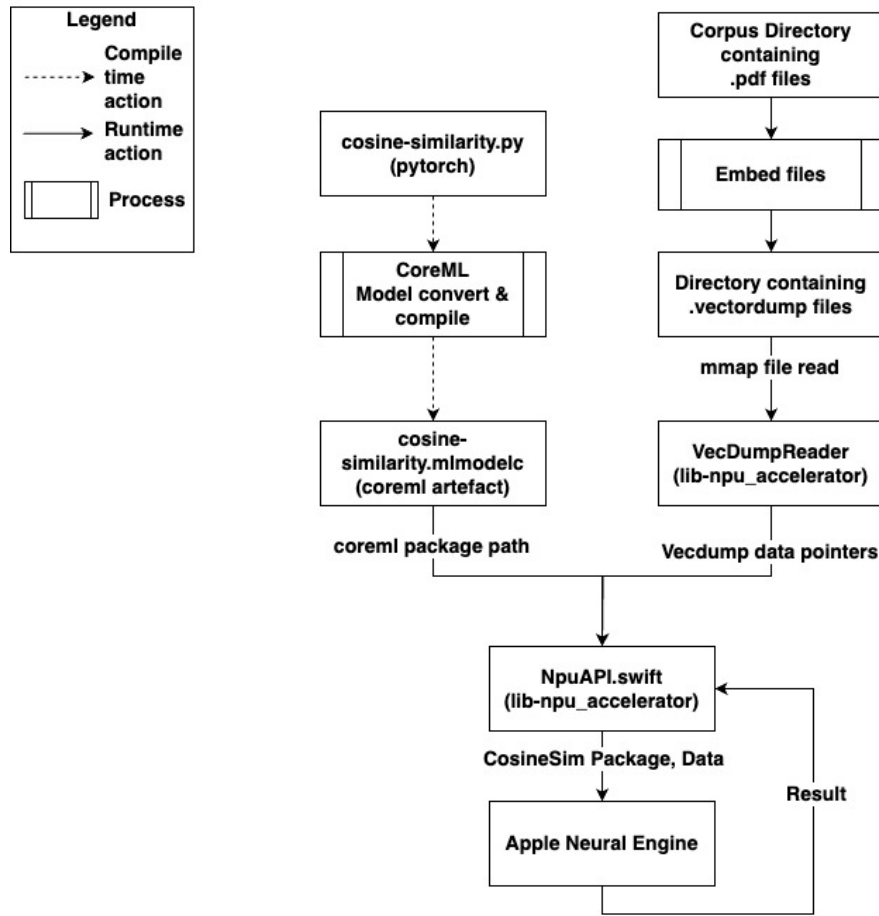 Legend
Compile
time
action
Runtime
action
Process
Corpus Directory
containing
.pdf files
cosine-similarity.py
(pytorch)
Embed files
CoreML
Model convert &
compile
Directory containing
.vectordump files
mmap file read
cosine-
similarity.mlmodelc
(coreml artefact)
VecDumpReader
(lib-npu_accelerator)
coreml package path
Vecdump data pointers
NpuAPI.swift
(lib-npu_accelerator)
CosineSim Package, Data
Result
Apple Neural Engine